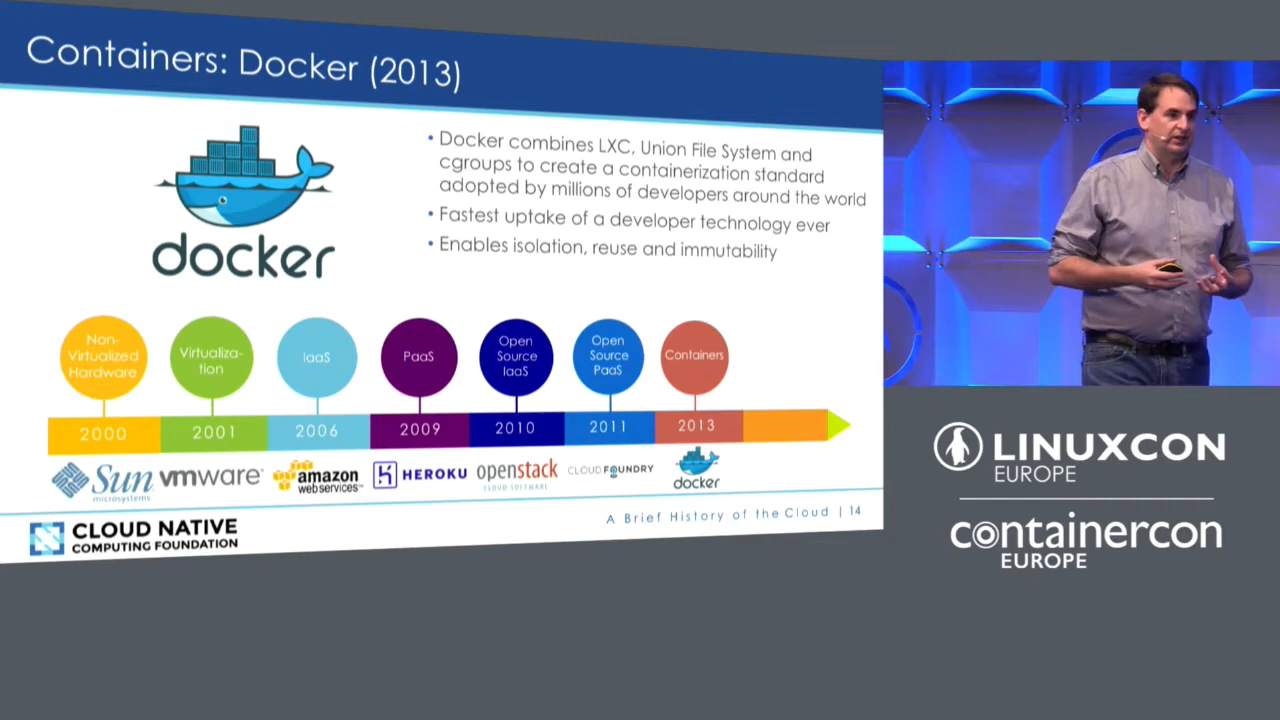 Containers: Docker (2013)
docker
• Docker combines LXC, Union File System and
cgroups to create a containerization standard
adopted by millions of developers around the world
• Fastest uptake of a developer technology ever
• Enables isolation, reuse and immutability
Non-
Virtualized
Hardware
Virtualiza-
tion
IaaS
PaaS
Open
Source
IaaS
Open
Source
PaaS
Containers
2000
2001
2006
2009
2010
2011
2013
Sun
microsystems
vmware®
amazon
web services™
HEROKU
openstack
CLOUD SOFTWARE
CLOUD FOUNDRY
docker
CLOUD NATIVE
COMPUTING FOUNDATION
A Brief History of the Cloud | 14
LINUXCON
EUROPE
containercon
EUROPE